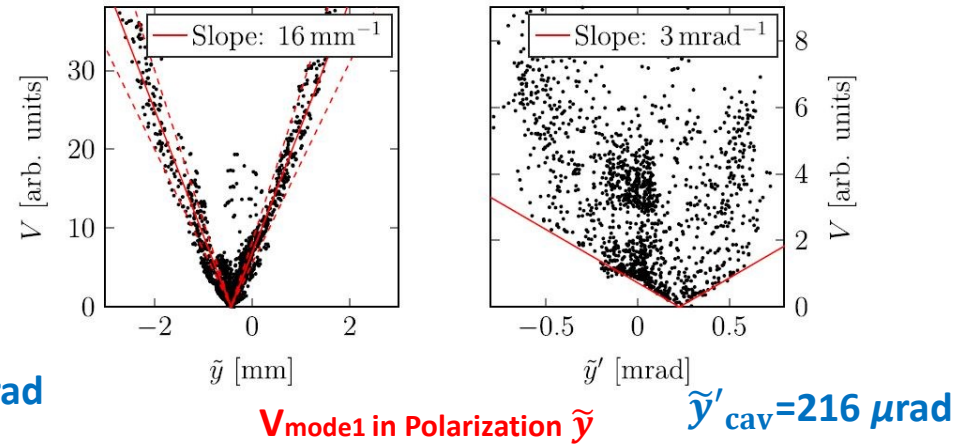 Slope: 16 mm⁻¹
V [arb. units]
30
20
10
0
−2 0 2
ỹ [mm]
Slope: 3 mrad⁻¹
8
6
4
2
0
V [arb. units]
−0.5 0 0.5
ỹ′ [mrad]
rad
Vmode1 in Polarization ỹ
ỹ′cav=216 μrad